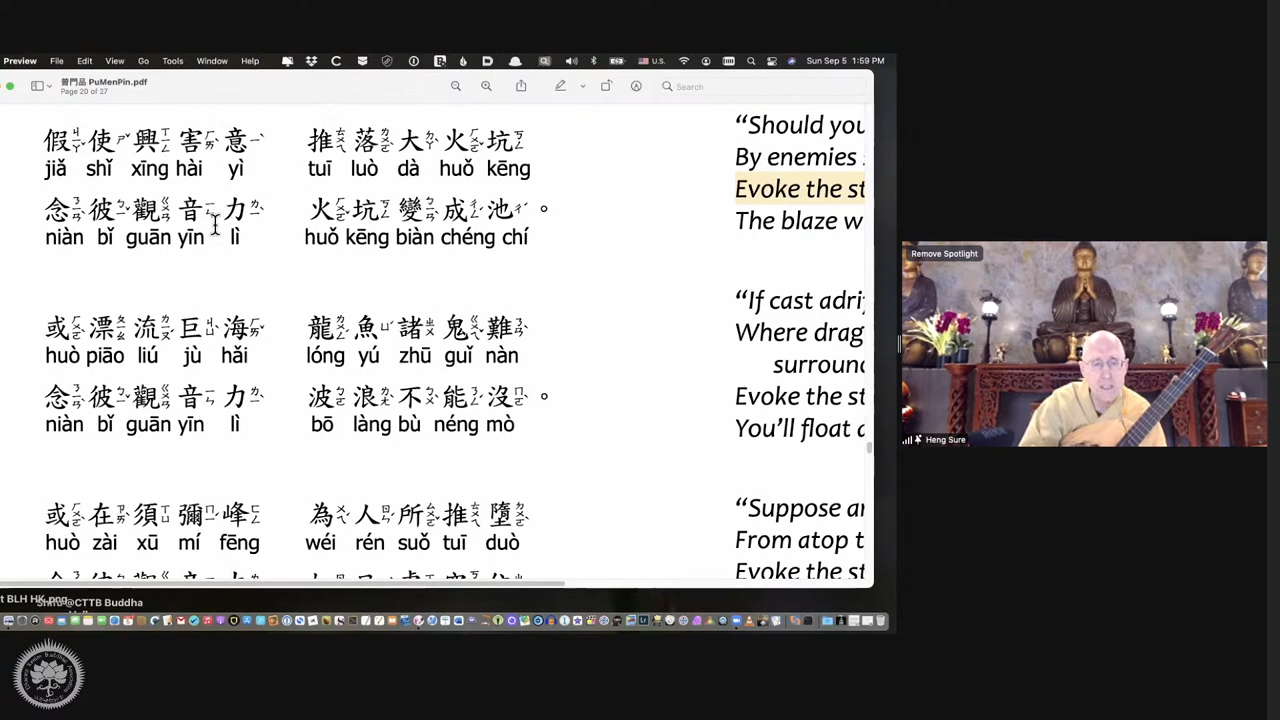 Preview File Edit View Go Tools Window Help U.S. Sun Sep 5 1:59 PM
普門品 PuMenPin.pdf
Page 20 of 27
Search
假使興害意 推落大火坑
jiǎ shǐ xīng hài yì tuī luò dà huǒ kēng
念彼觀音力 火坑變成池。
niàn bǐ guān yīn lì huǒ kēng biàn chéng chí
或漂流巨海 龍魚諸鬼難
huò piāo liú jù hǎi lóng yú zhū guǐ nàn
念彼觀音力 波浪不能沒。
niàn bǐ guān yīn lì bō làng bù néng mò
或在須彌峰 為人所推墮
huò zài xū mí fēng wéi rén suǒ tuī duò
“Should you
By enemies
Evoke the st
The blaze w
“If cast adri
Where drag
surroun
Evoke the st
You’ll float
“Suppose
From atop t
Evoke the st
Remove Spotlight
Heng Sure
t BLH HK.png
@CTTB Buddha